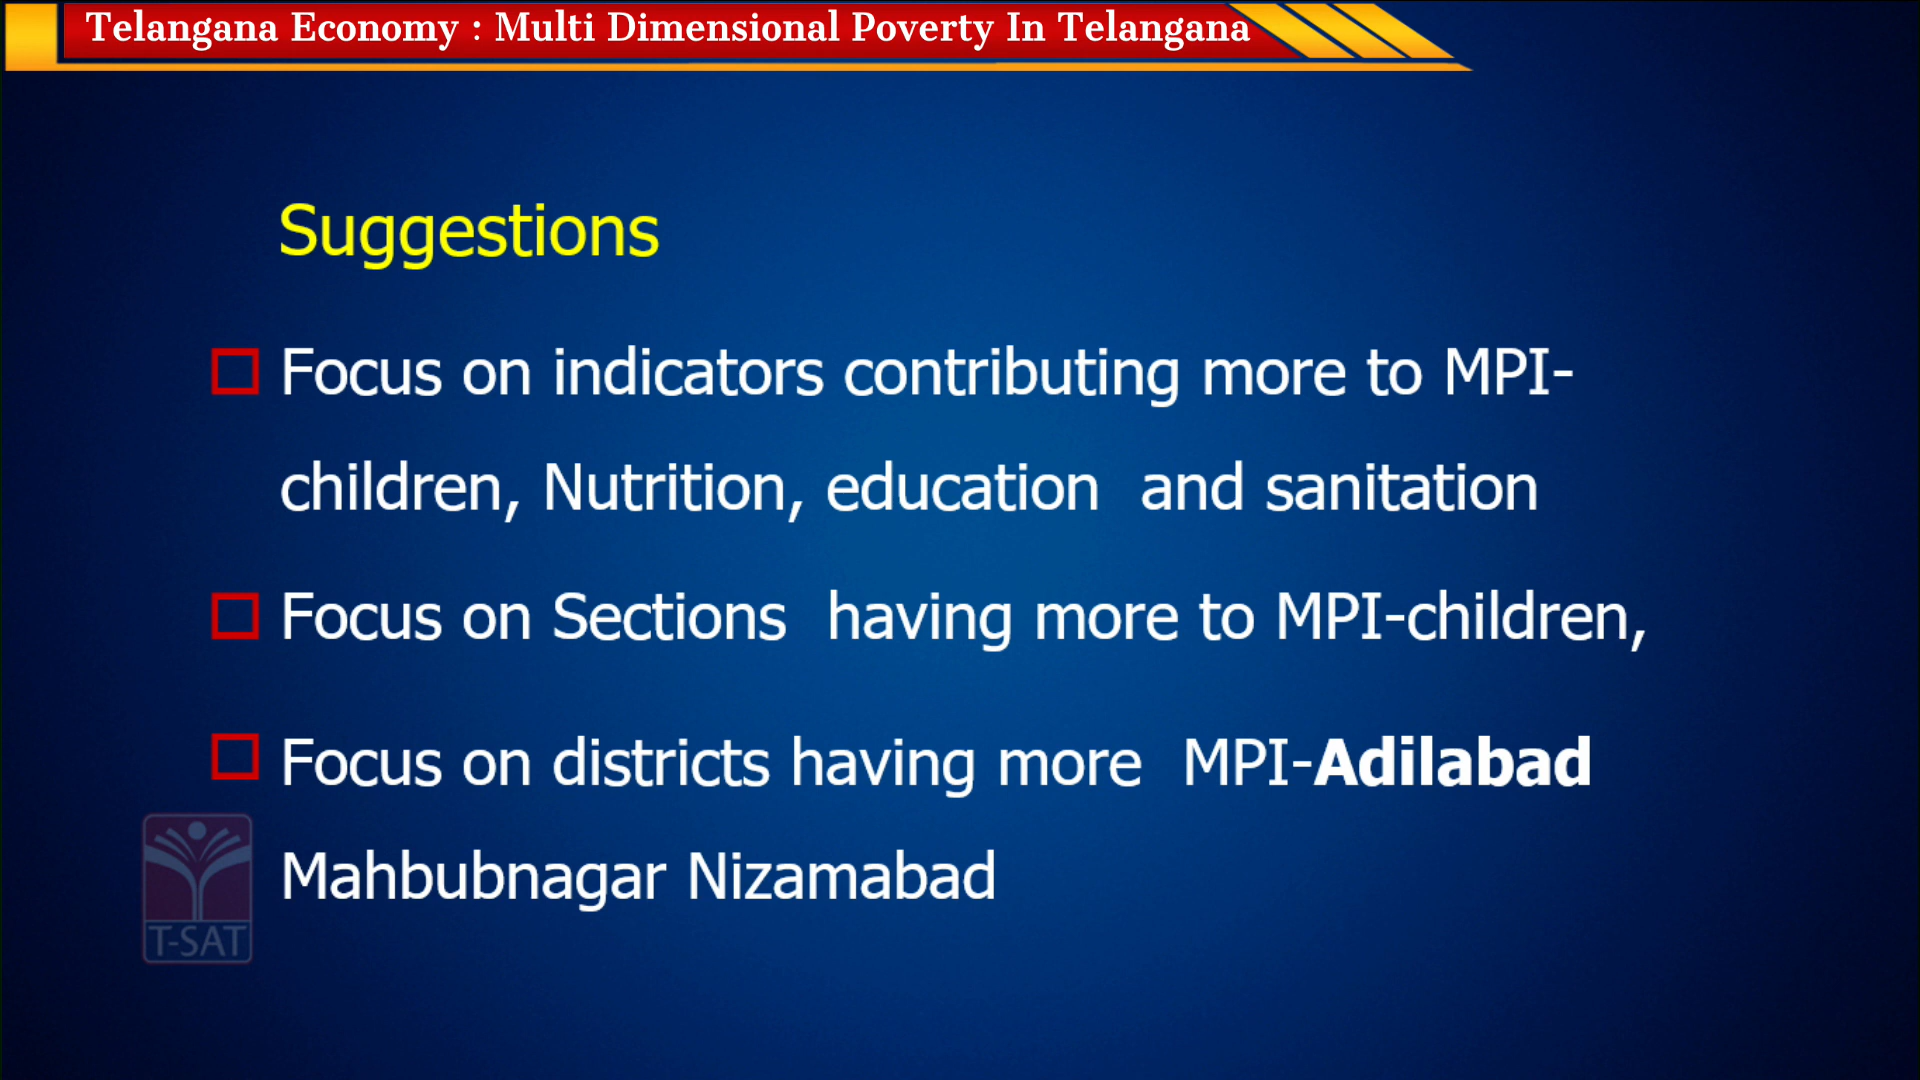 Telangana Economy : Multi Dimensional Poverty In Telangana
Suggestions
Focus on indicators contributing more to MPI-
children, Nutrition, education and sanitation
Focus on Sections having more to MPI-children,
Focus on districts having more MPI-Adilabad
Mahbubnagar Nizamabad
T-SAT